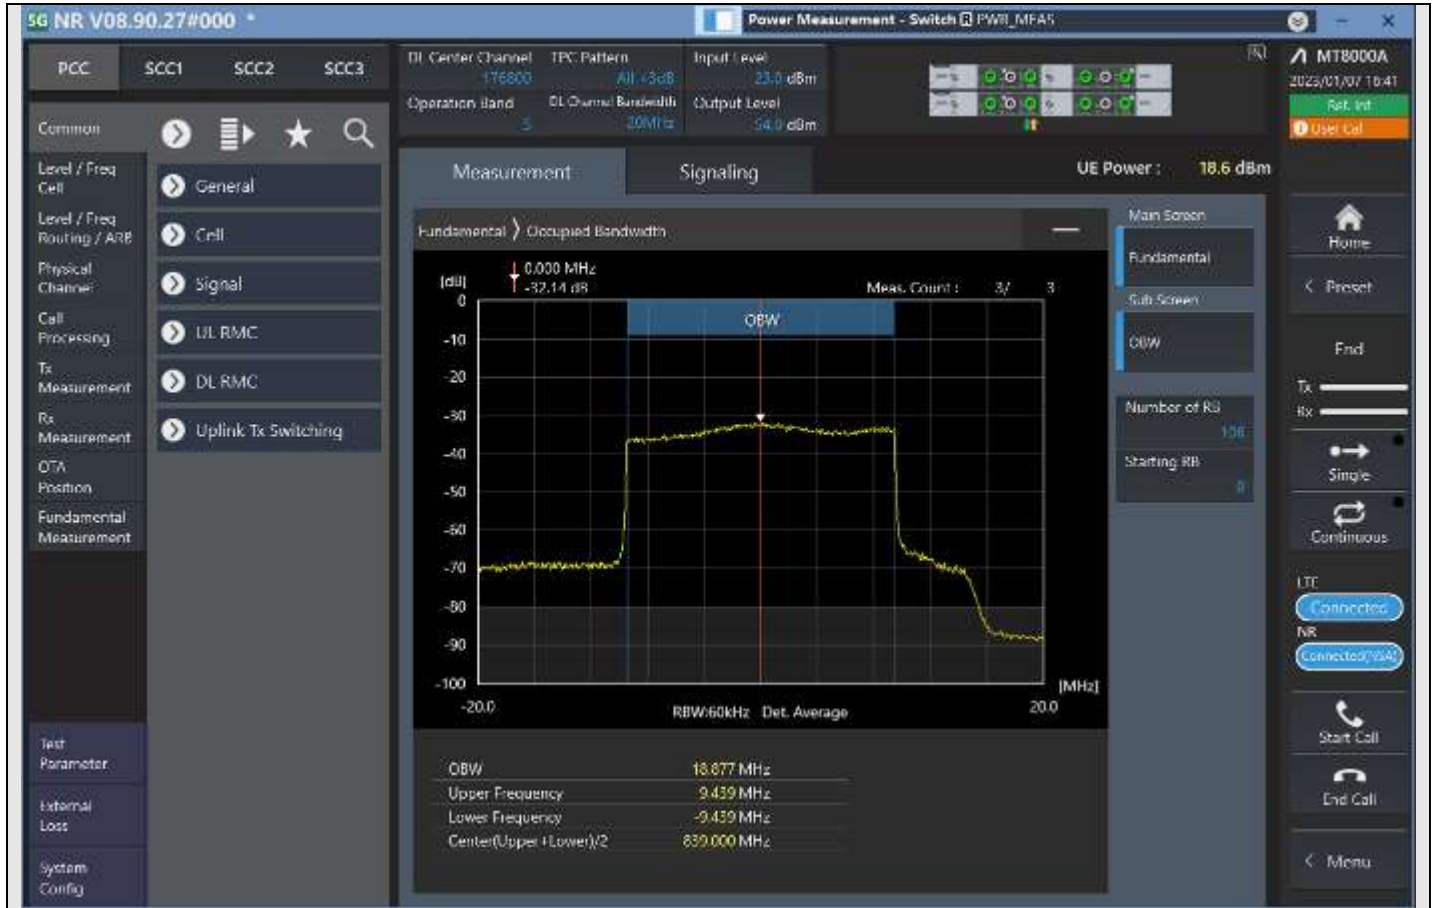 5G NR V08.90.27#000 *
Power Measurement - Switch PWR_MEAS
PCC
SCC1
SCC2
SCC3
Common
Level / Freq
Cell
Level / Freq
Routing / ARB
Physical
Channel
Call
Processing
Tx
Measurement
Rx
Measurement
OTA
Position
Fundamental
Measurement
Test
Parameter
External
Loss
System
Config
General
Cell
Signal
UL RMC
DL RMC
Uplink Tx Switching
DL Center Channel
176800
TPC Pattern
All +3dB
Input Level
23.0 dBm
Operation Band
5
DL Channel Bandwidth
20MHz
Output Level
-54.0 dBm
Measurement
Signaling
UE Power : 18.6 dBm
Fundamental 〉 Occupied Bandwidth
[dB]
0.000 MHz
-32.14 dB
Meas. Count : 3/ 3
OBW
0
-10
-20
-30
-40
-50
-60
-70
-80
-90
-100
[MHz]
-20.0
RBW:60kHz Det. Average
20.0
OBW 18.877 MHz
Upper Frequency 9.439 MHz
Lower Frequency -9.439 MHz
Center(Upper+Lower)/2 839.000 MHz
Main Screen
Fundamental
Sub Screen
OBW
Number of RB
106
Starting RB
0
MT8000A
2023/01/07 16:41
Ref. Int
User Cal
Home
< Preset
End
Tx
Rx
Single
Continuous
LTE
Connected
NR
Connected(NSA)
Start Call
End Call
< Menu